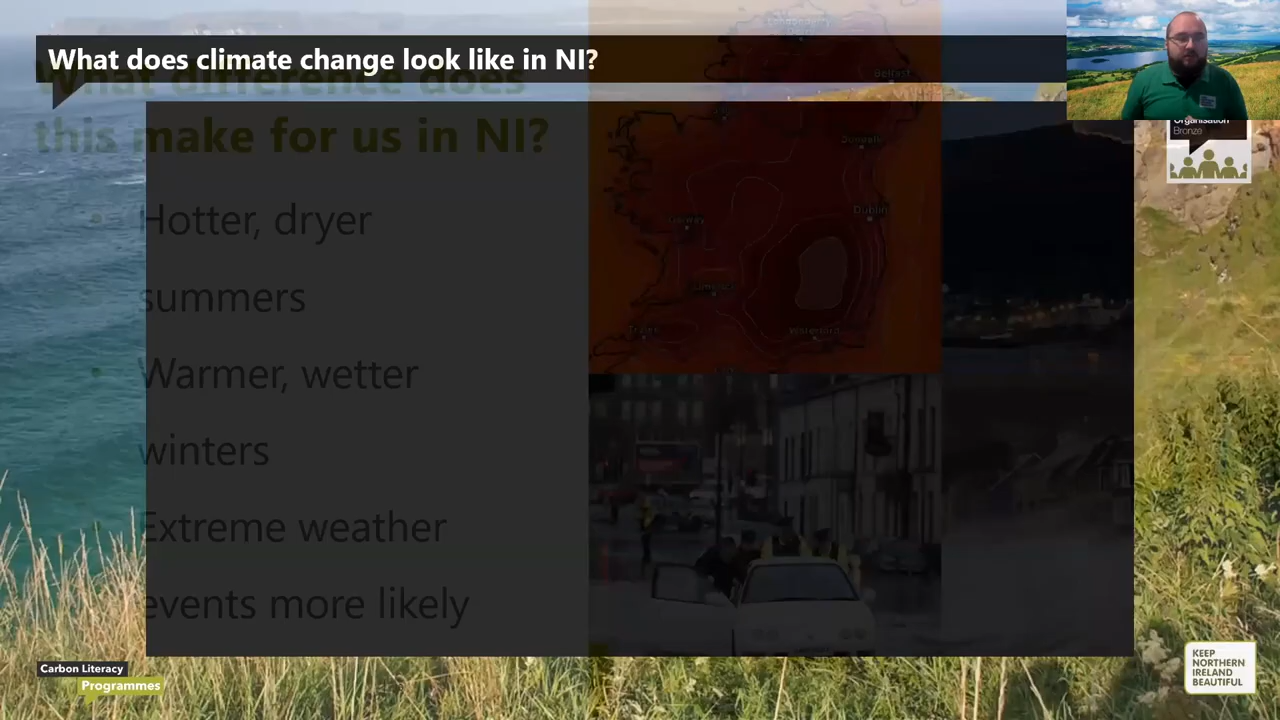 What does climate change look like in NI?
What difference does
this make for us in NI?
Hotter, dryer
summers
Warmer, wetter
winters
Extreme weather
events more likely
Londonderry
Belfast
Dundalk
Galway
Dublin
Limerick
Tralee
Waterford
Organisation
Bronze
Carbon Literacy
Programmes
KEEP
NORTHERN
IRELAND
BEAUTIFUL